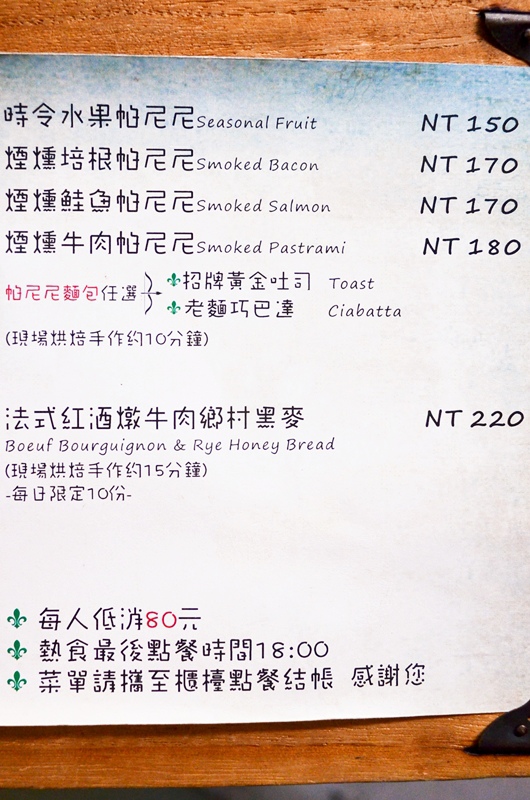 時令水果帕尼尼Seasonal Fruit NT 150
煙燻培根帕尼尼Smoked Bacon NT 170
煙燻鮭魚帕尼尼Smoked Salmon NT 170
煙燻牛肉帕尼尼Smoked Pastrami NT 180
帕尼尼麵包任選
招牌黃金吐司 Toast
老麵巧巴達 Ciabatta
(現場烘焙手作約10分鐘)
法式紅酒燉牛肉鄉村黑麥 NT 220
Boeuf Bourguignon & Rye Honey Bread
(現場烘焙手作約15分鐘)
-每日限定10份-
每人低消80元
熱食最後點餐時間18:00
菜單請攜至櫃檯點餐結帳 感謝您